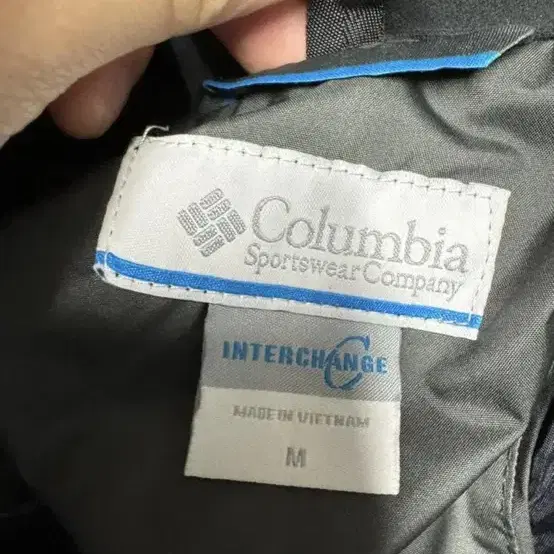 Columbia
Sportswear Company
INTERCHANGE
MADE IN VIETNAM
M